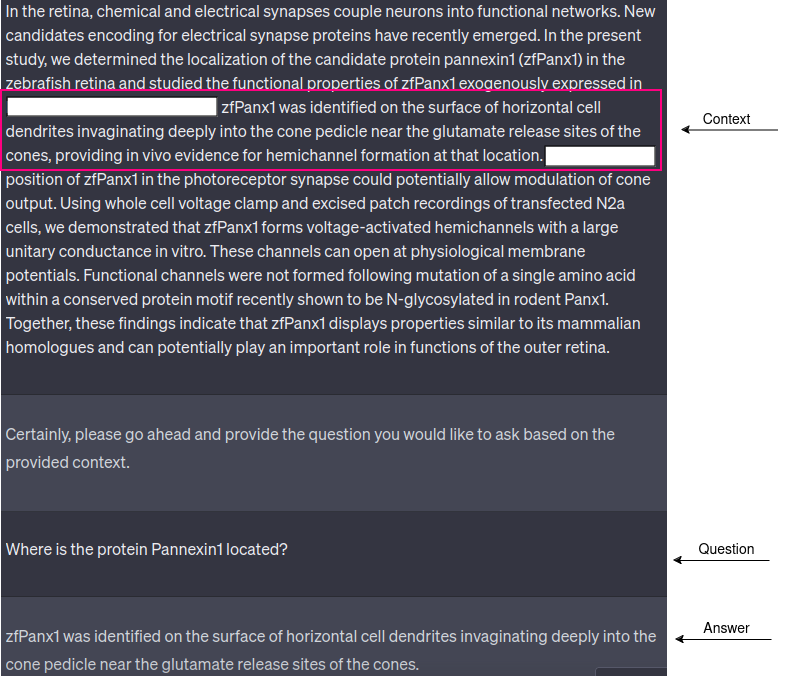 In the retina, chemical and electrical synapses couple neurons into functional networks. New
candidates encoding for electrical synapse proteins have recently emerged. In the present
study, we determined the localization of the candidate protein pannexin1 (zfPanx1) in the
zebrafish retina and studied the functional properties of zfPanx1 exogenously expressed in
zfPanx1 was identified on the surface of horizontal cell
dendrites invaginating deeply into the cone pedicle near the glutamate release sites of the
cones, providing in vivo evidence for hemichannel formation at that location.
Context
position of zfPanx1 in the photoreceptor synapse could potentially allow modulation of cone
output. Using whole cell voltage clamp and excised patch recordings of transfected N2a
cells, we demonstrated that zfPanx1 forms voltage-activated hemichannels with a large
unitary conductance in vitro. These channels can open at physiological membrane
potentials. Functional channels were not formed following mutation of a single amino acid
within a conserved protein motif recently shown to be N-glycosylated in rodent Panx1.
Together, these findings indicate that zfPanx1 displays properties similar to its mammalian
homologues and can potentially play an important role in functions of the outer retina.
Certainly, please go ahead and provide the question you would like to ask based on the
provided context.
Where is the protein Pannexin1 located?
Question
zfPanx1 was identified on the surface of horizontal cell dendrites invaginating deeply into the
cone pedicle near the glutamate release sites of the cones.
Answer